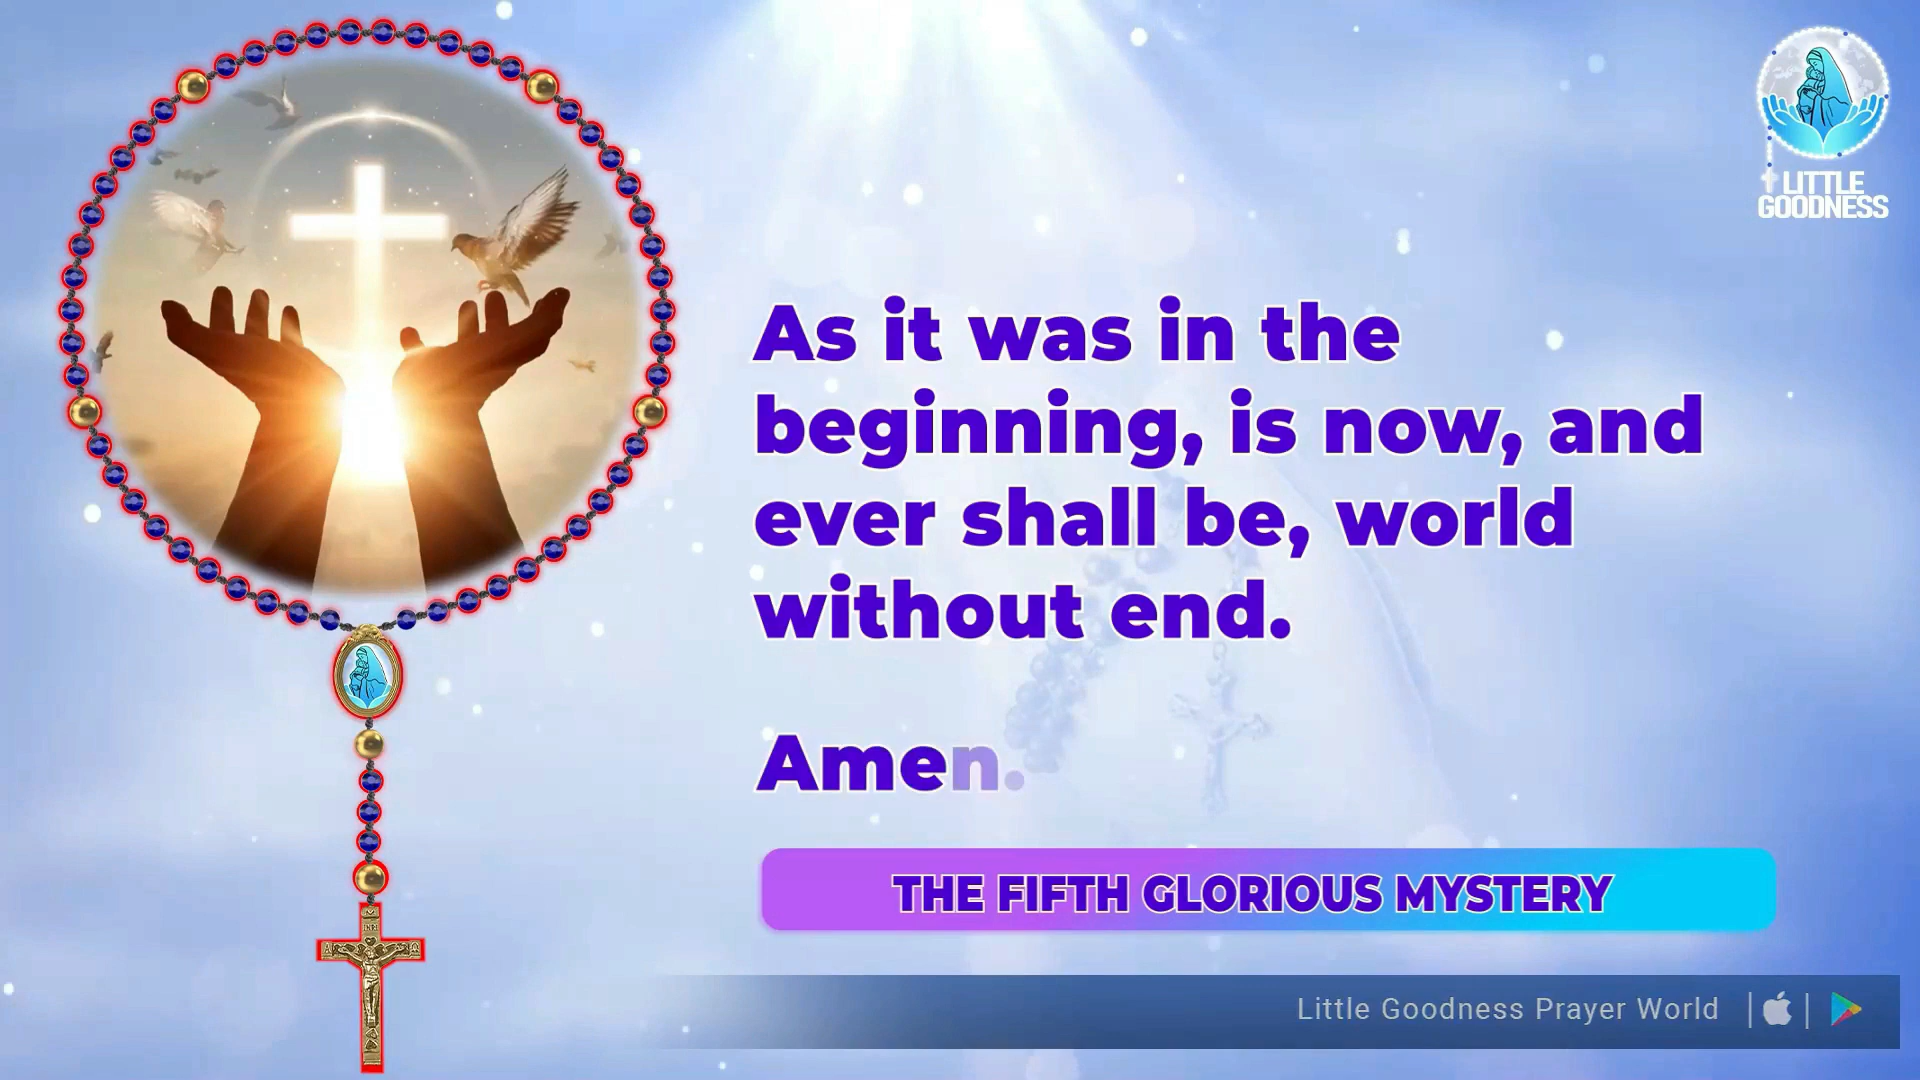 LITTLE
GOODNESS
As it was in the
beginning, is now, and
ever shall be, world
without end.
Amen.
THE FIFTH GLORIOUS MYSTERY
INRI
Little Goodness Prayer World